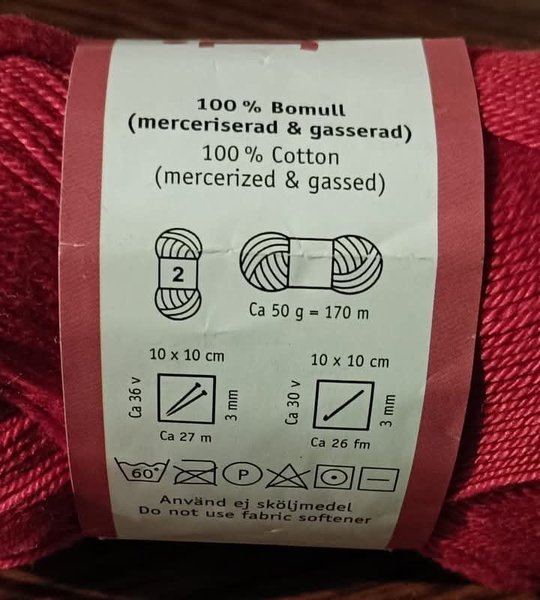 100 % Bomull
(merceriserad & gasserad)
100 % Cotton
(mercerized & gassed)
2
Ca 50 g = 170 m
10 x 10 cm
Ca 36 v
3 mm
Ca 27 m
10 x 10 cm
Ca 30 v
3 mm
Ca 26 fm
60° P
Använd ej sköljmedel
Do not use fabric softener